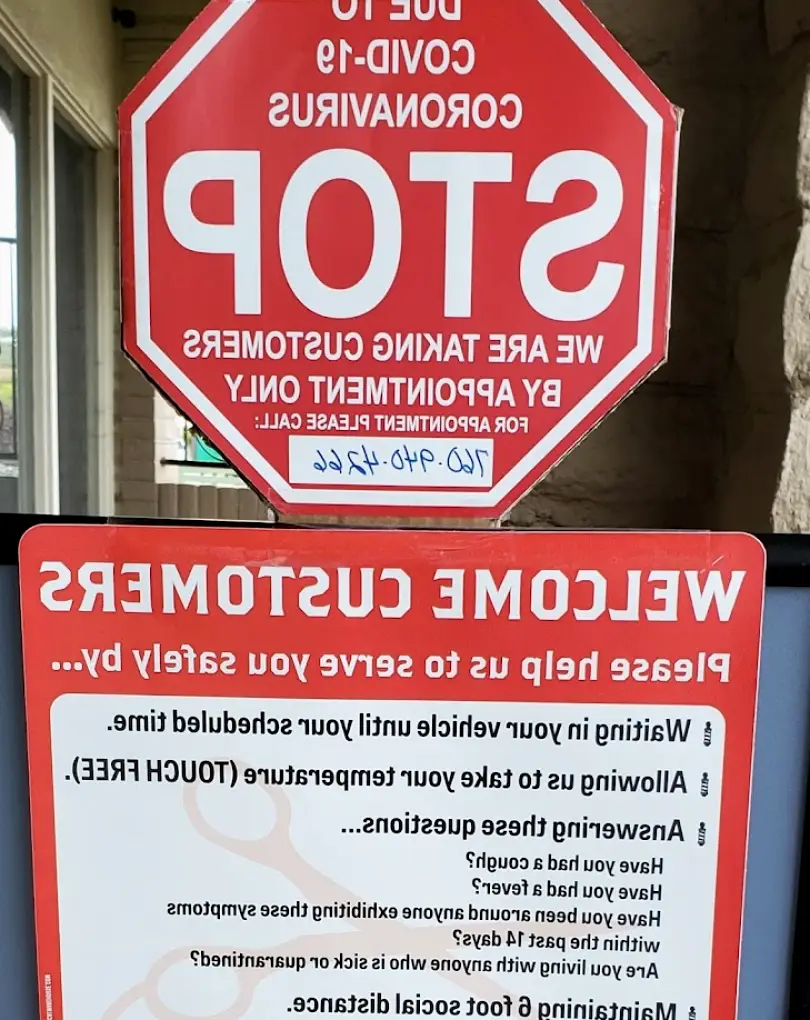 DUE TO
COVID-19
CORONAVIRUS
STOP
WE ARE TAKING CUSTOMERS
BY APPOINTMENT ONLY
FOR APPOINTMENT PLEASE CALL:
760-940-4266
WELCOME CUSTOMERS
Please help us to serve you safely by...
Waiting in your vehicle until your scheduled time.
Allowing us to take your temperature (TOUCH FREE).
Answering these questions...
Have you had a cough?
Have you had a fever?
Have you been around anyone exhibiting these symptoms
within the past 14 days?
Are you living with anyone who is sick or quarantined?
Maintaining 6 foot social distance.